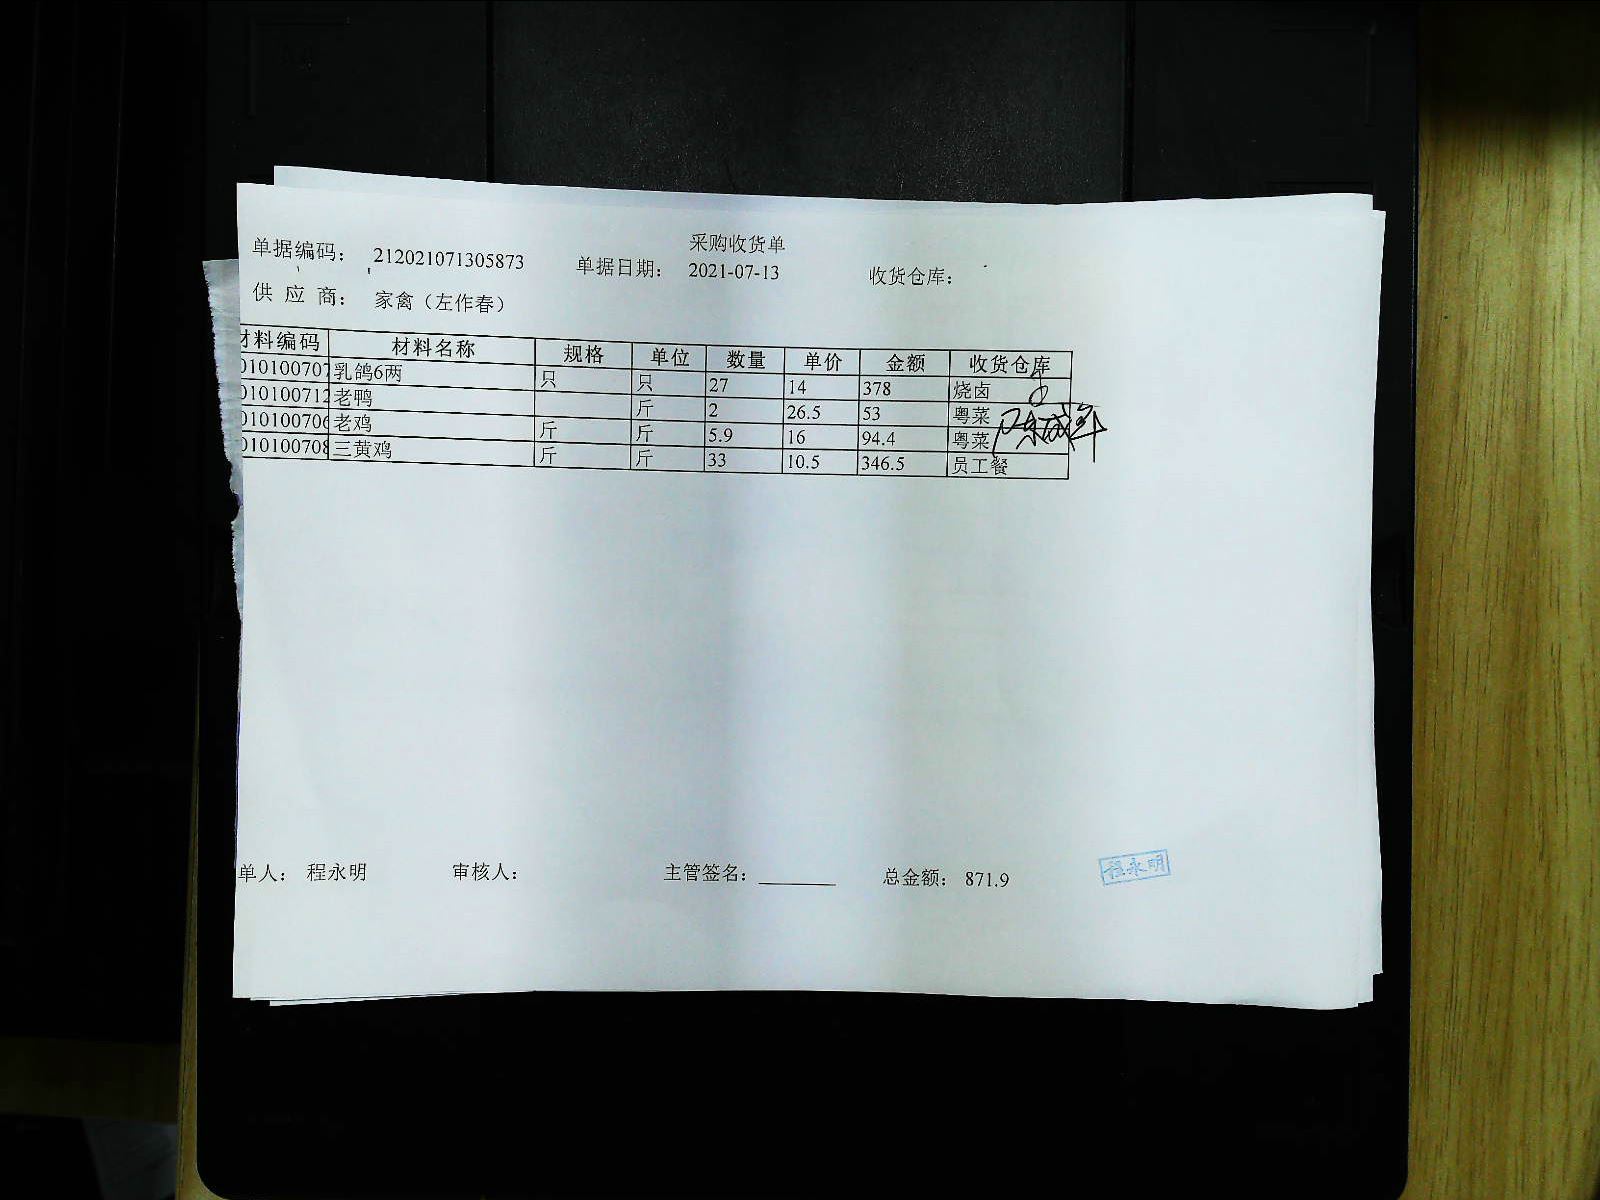 采购收货单
单据编码： 212021071305873 单据日期： 2021-07-13 收货仓库：
供 应 商： 家禽（左作春）
材料编码 材料名称 规格 单位 数量 单价 金额 收货仓库
010100707 乳鸽6两 只 只 27 14 378 烧卤
010100712 老鸭 斤 2 26.5 53 粤菜
010100706 老鸡 斤 斤 5.9 16 94.4 粤菜
010100708 三黄鸡 斤 斤 33 10.5 346.5 员工餐
单人： 程永明 审核人： 主管签名： 总金额： 871.9
程永明